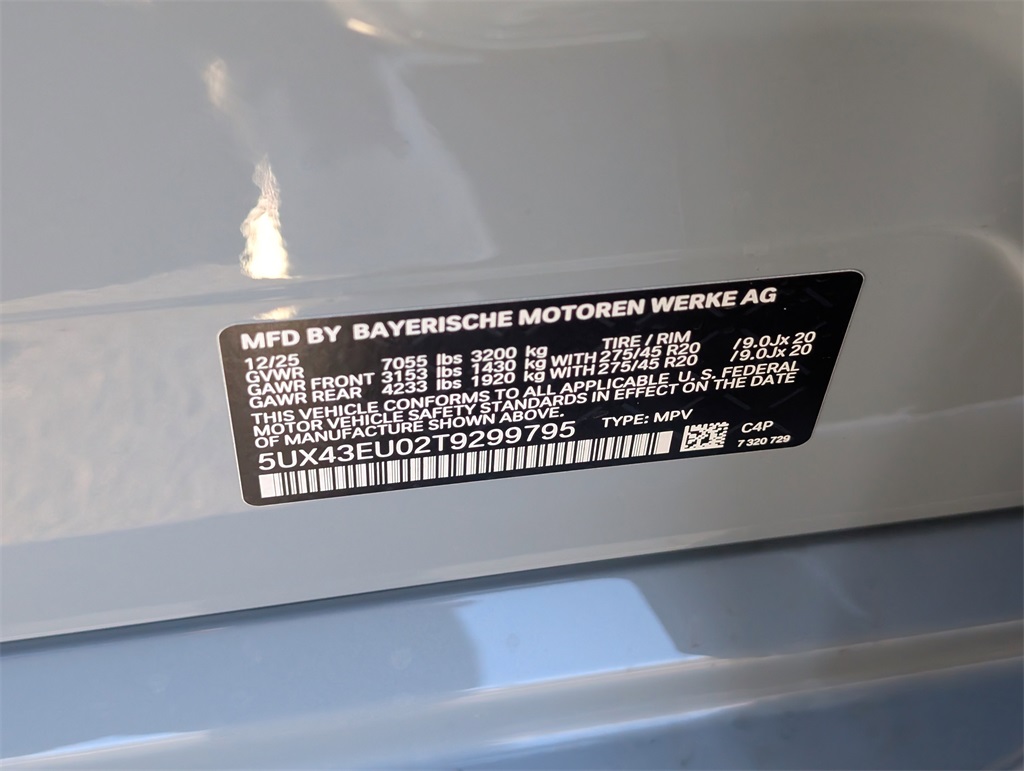 MFD BY BAYERISCHE MOTOREN WERKE AG
12/25 TIRE / RIM
GVWR 7055 lbs 3200 kg
GAWR FRONT 3153 lbs 1430 kg WITH 275/45 R20 /9.0Jx 20
GAWR REAR 4233 lbs 1920 kg WITH 275/45 R20 /9.0Jx 20
THIS VEHICLE CONFORMS TO ALL APPLICABLE U. S. FEDERAL
MOTOR VEHICLE SAFETY STANDARDS IN EFFECT ON THE DATE
OF MANUFACTURE SHOWN ABOVE.
5UX43EU02T9299795 TYPE: MPV C4P
7 320 729